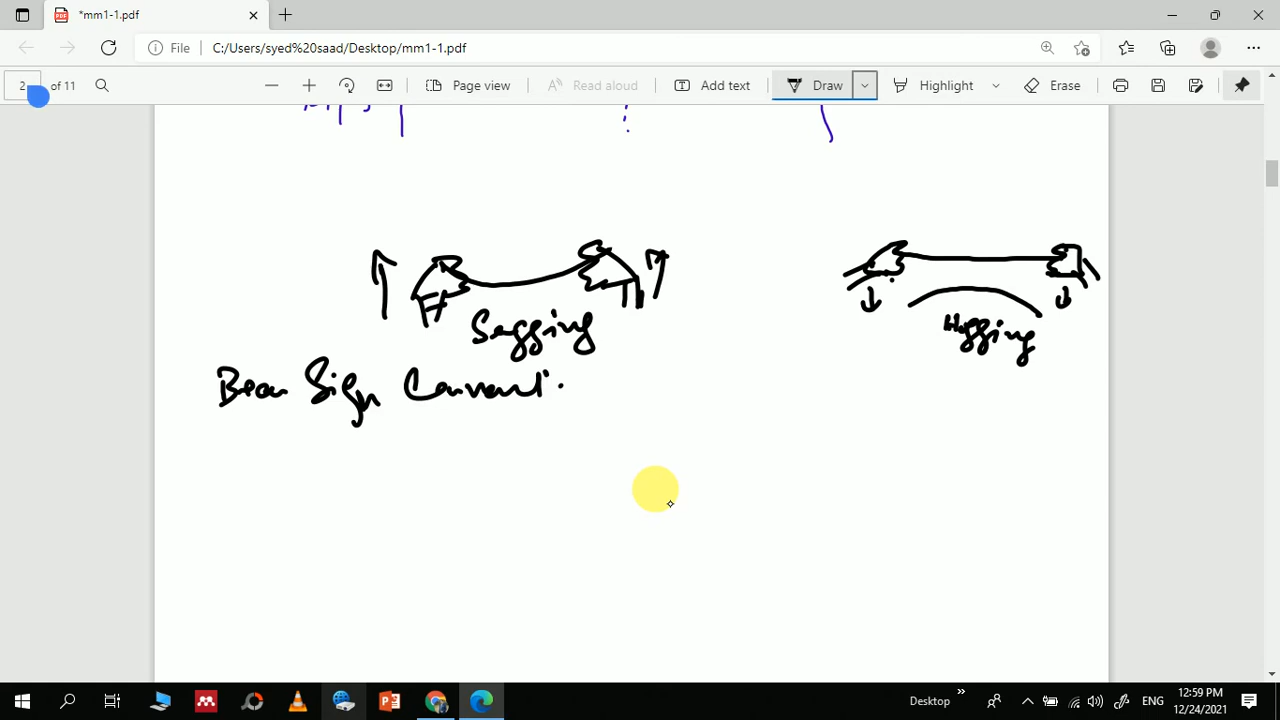 *mm1-1.pdf
File C:/Users/syed%20saad/Desktop/mm1-1.pdf
2 of 11 Page view Read aloud Add text Draw Highlight Erase
Sagging
Hogging
Beam Sign Convent.
Desktop ENG 12:59 PM
12/24/2021